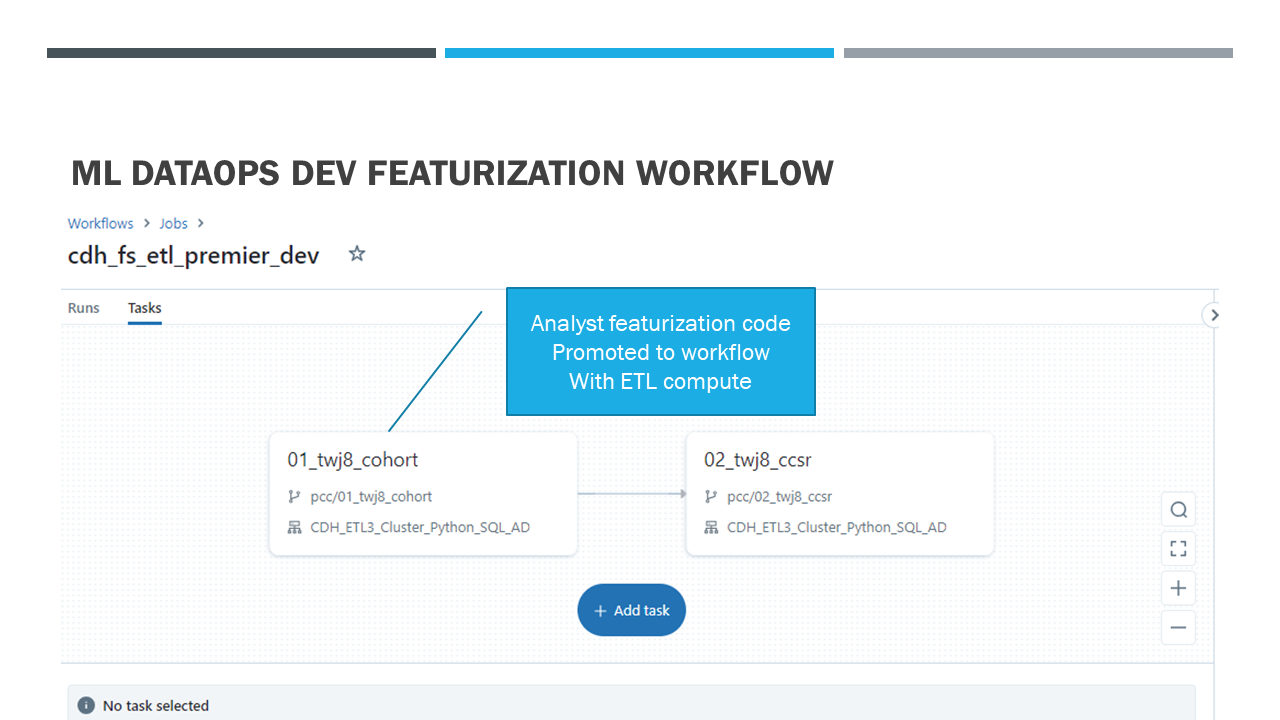 ML DATAOPS DEV FEATURIZATION WORKFLOW
Workflows > Jobs >
cdh_fs_etl_premier_dev
Runs Tasks
Analyst featurization code
Promoted to workflow
With ETL compute
01_twj8_cohort
pcc/01_twj8_cohort
CDH_ETL3_Cluster_Python_SQL_AD
02_twj8_ccsr
pcc/02_twj8_ccsr
CDH_ETL3_Cluster_Python_SQL_AD
+ Add task
No task selected